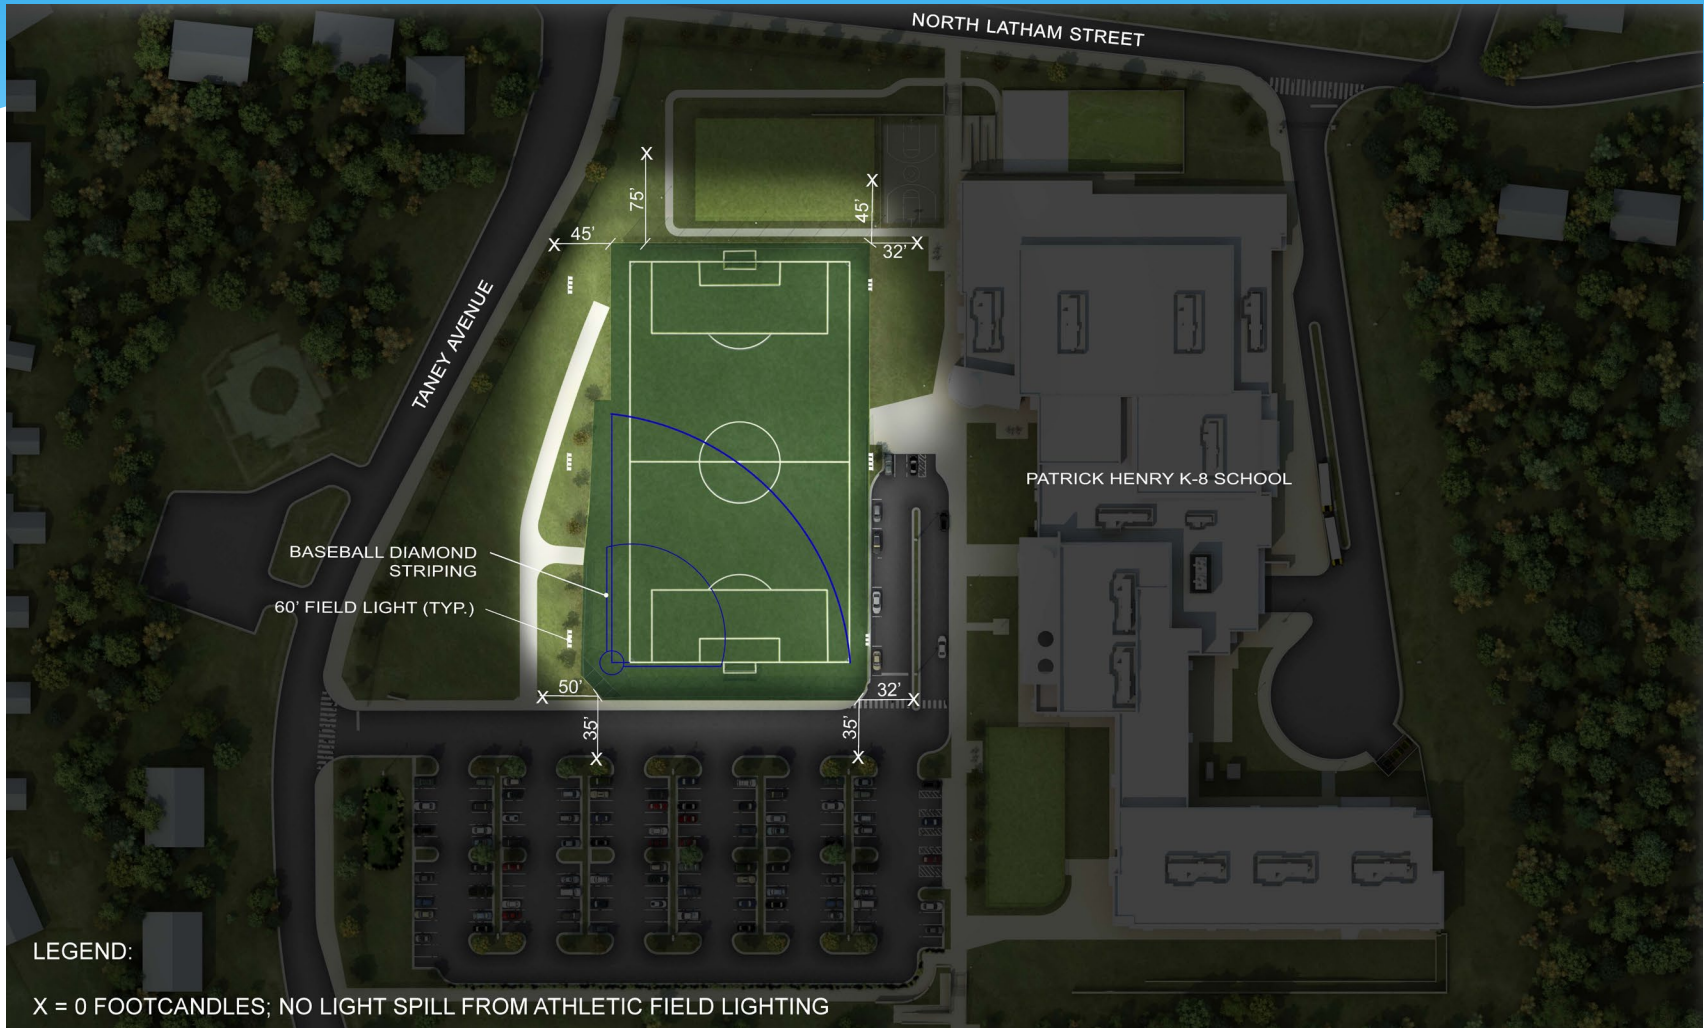 NORTH LATHAM STREET
X
X
75'
45'
X 45'
32' X
TANEY AVENUE
PATRICK HENRY K-8 SCHOOL
BASEBALL DIAMOND
STRIPING
60' FIELD LIGHT (TYP.)
X 50'
32' X
35'
35'
X
X
LEGEND:
X = 0 FOOTCANDLES; NO LIGHT SPILL FROM ATHLETIC FIELD LIGHTING